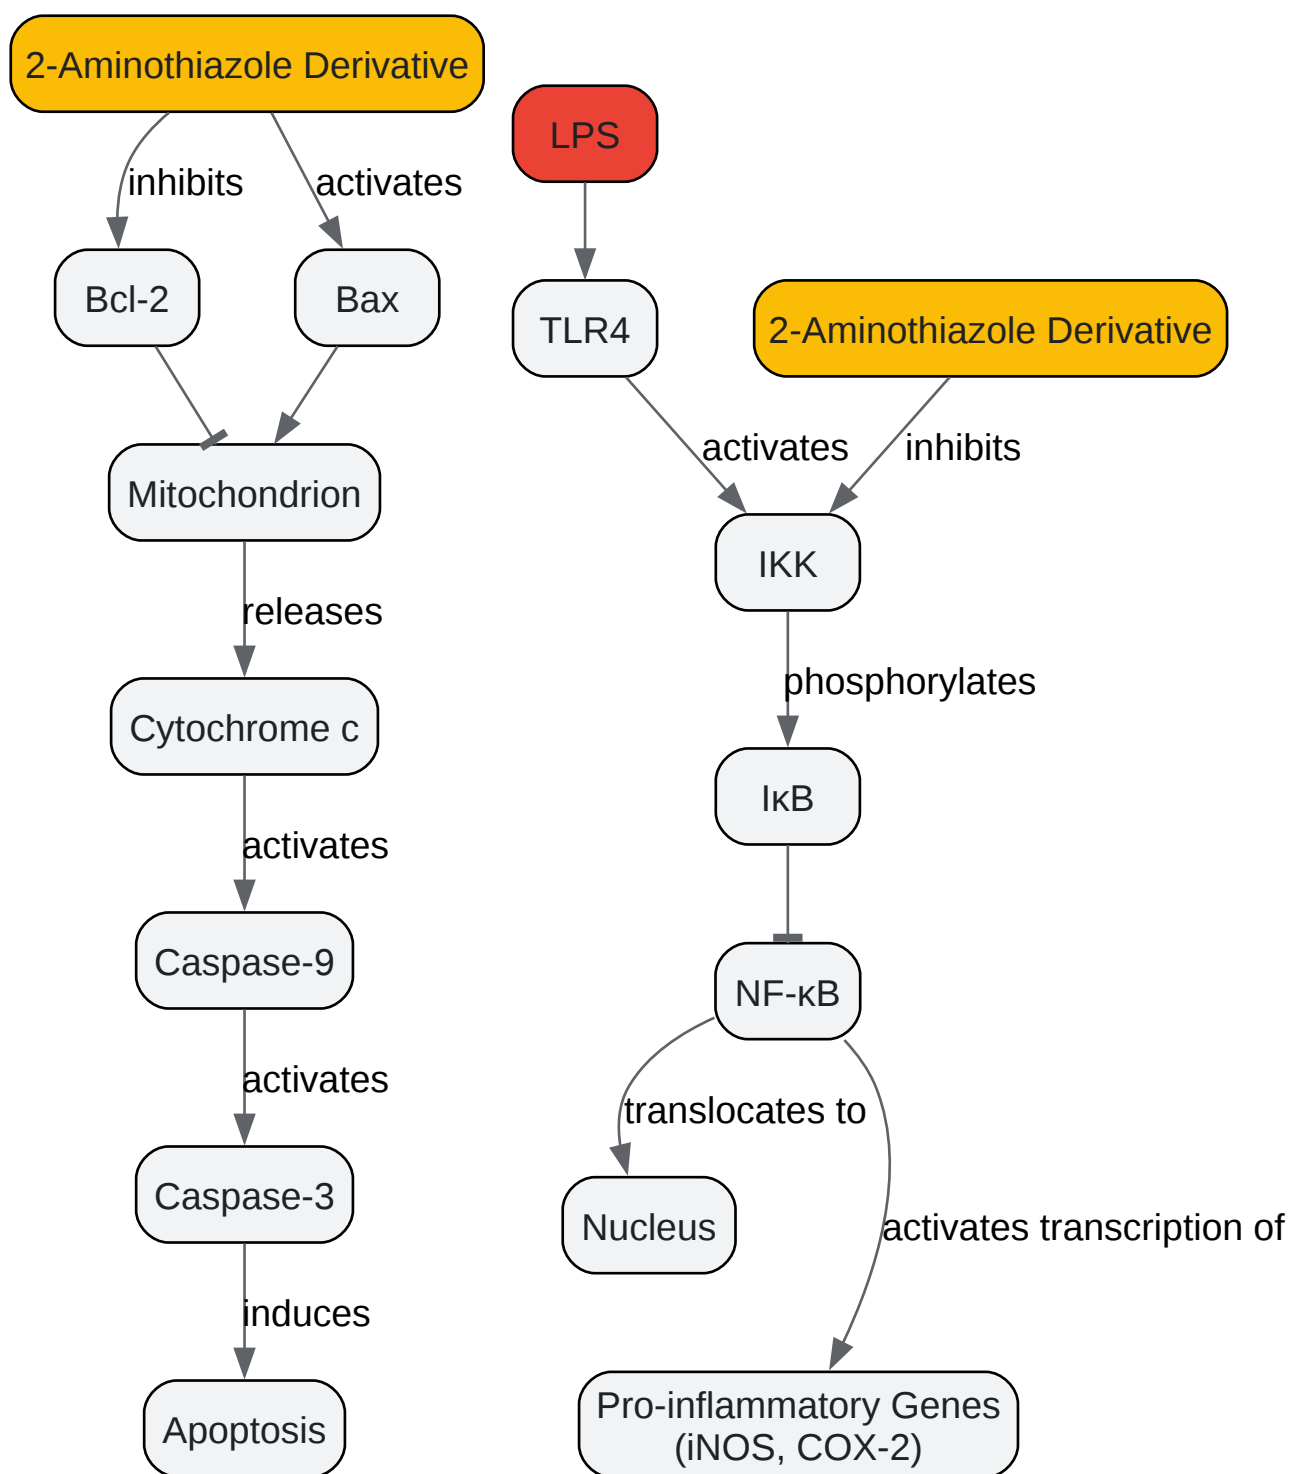 2-Aminothiazole Derivative
inhibits
activates
Bcl-2
Bax
Mitochondrion
releases
Cytochrome c
activates
Caspase-9
activates
Caspase-3
induces
Apoptosis
LPS
TLR4
2-Aminothiazole Derivative
activates
inhibits
IKK
phosphorylates
IκB
NF-κB
translocates to
Nucleus
activates transcription of
Pro-inflammatory Genes
(iNOS, COX-2)